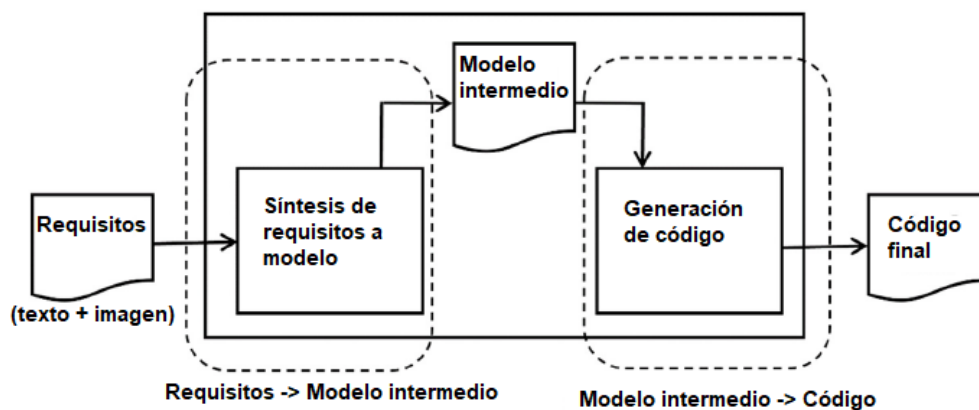 Requisitos
(texto + imagen)
Síntesis de
requisitos a
modelo
Modelo
intermedio
Generación
de código
Código
final
Requisitos -> Modelo intermedio
Modelo intermedio -> Código